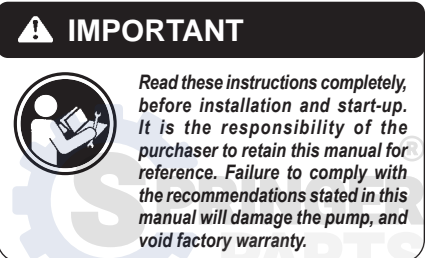 IMPORTANT
Read these instructions completely,
before installation and start-up.
It is the responsibility of the
purchaser to retain this manual for
reference. Failure to comply with
the recommendations stated in this
manual will damage the pump, and
void factory warranty.
SPRINGER
®
PARTS